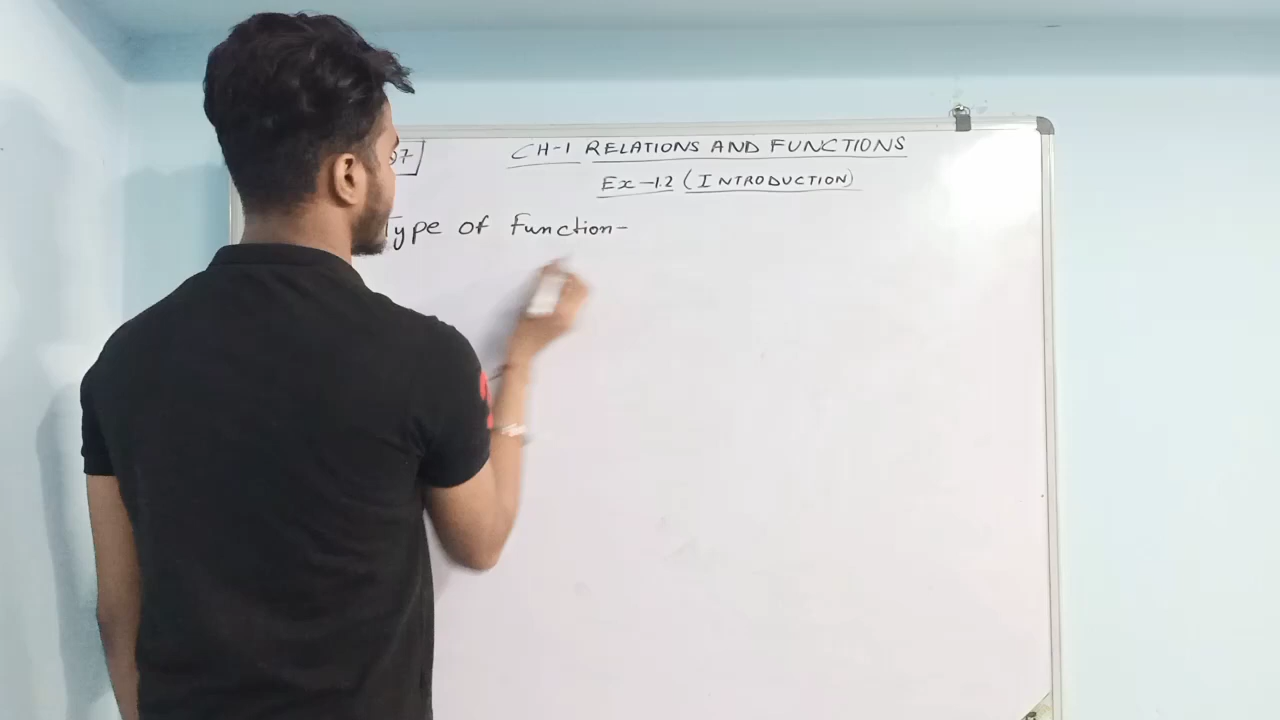 CH-1 RELATIONS AND FUNCTIONS
Ex-1.2 (INTRODUCTION)
Type of Function-